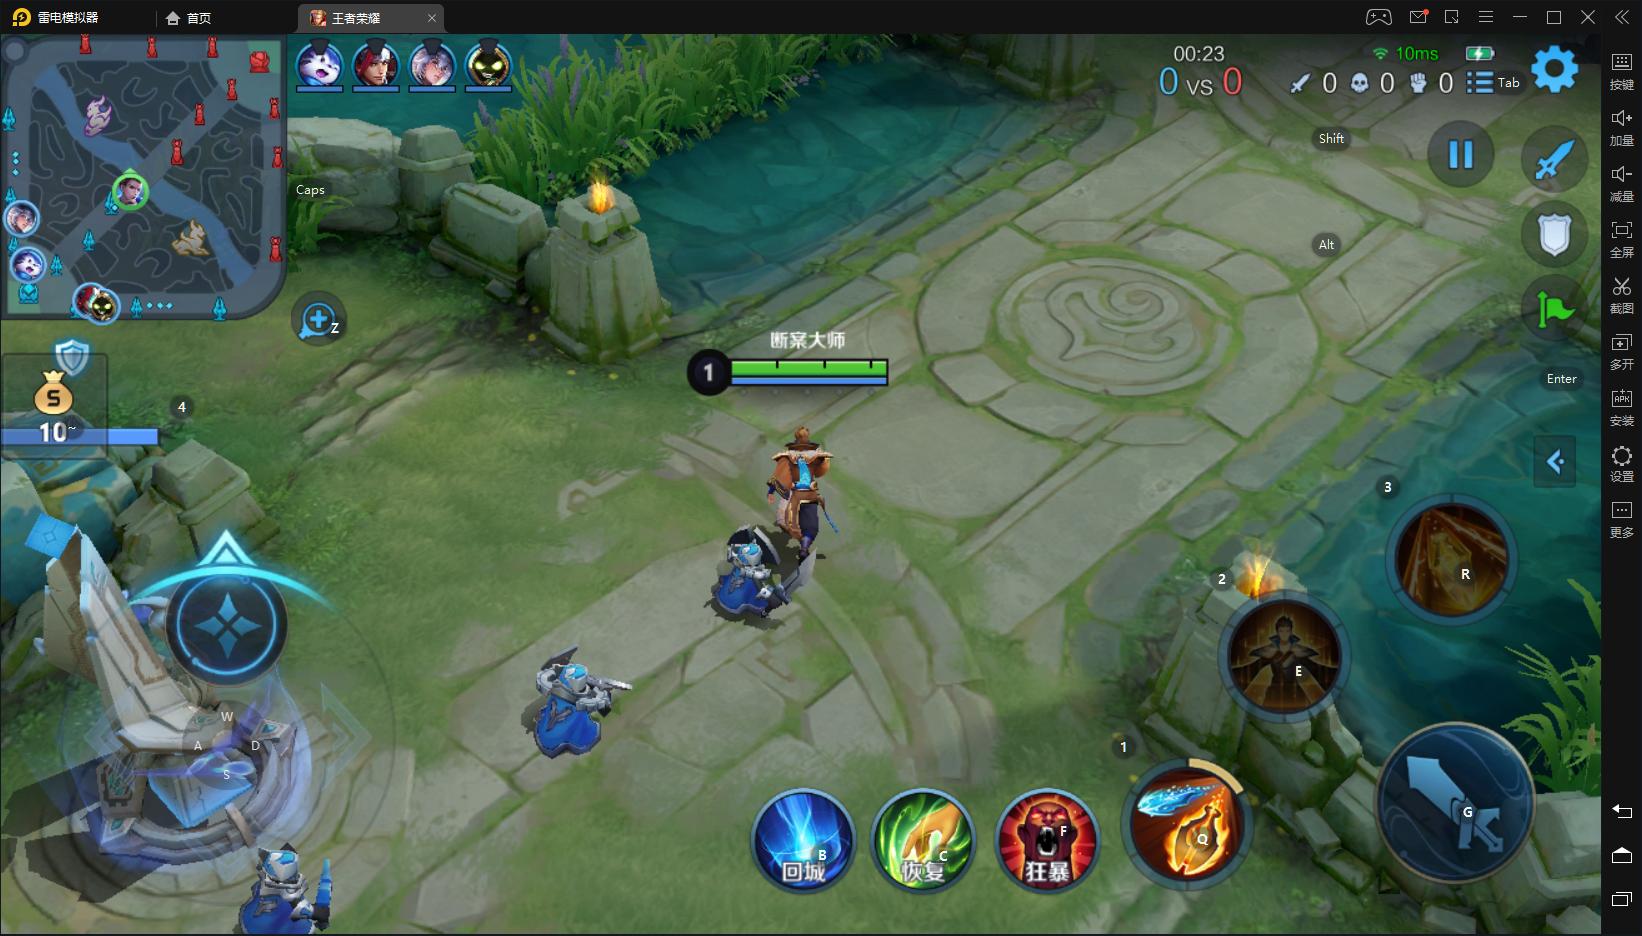 雷电模拟器
首页
王者荣耀
00:23
10ms
0 VS 0
0
0
0
Tab
Shift
Caps
Alt
Z
断案大师
1
Enter
4
10~
3
R
2
E
W
A
D
S
1
Q
G
B
回城
C
恢复
F
狂暴
按键
加量
减量
全屏
截图
多开
APK
安装
设置
更多